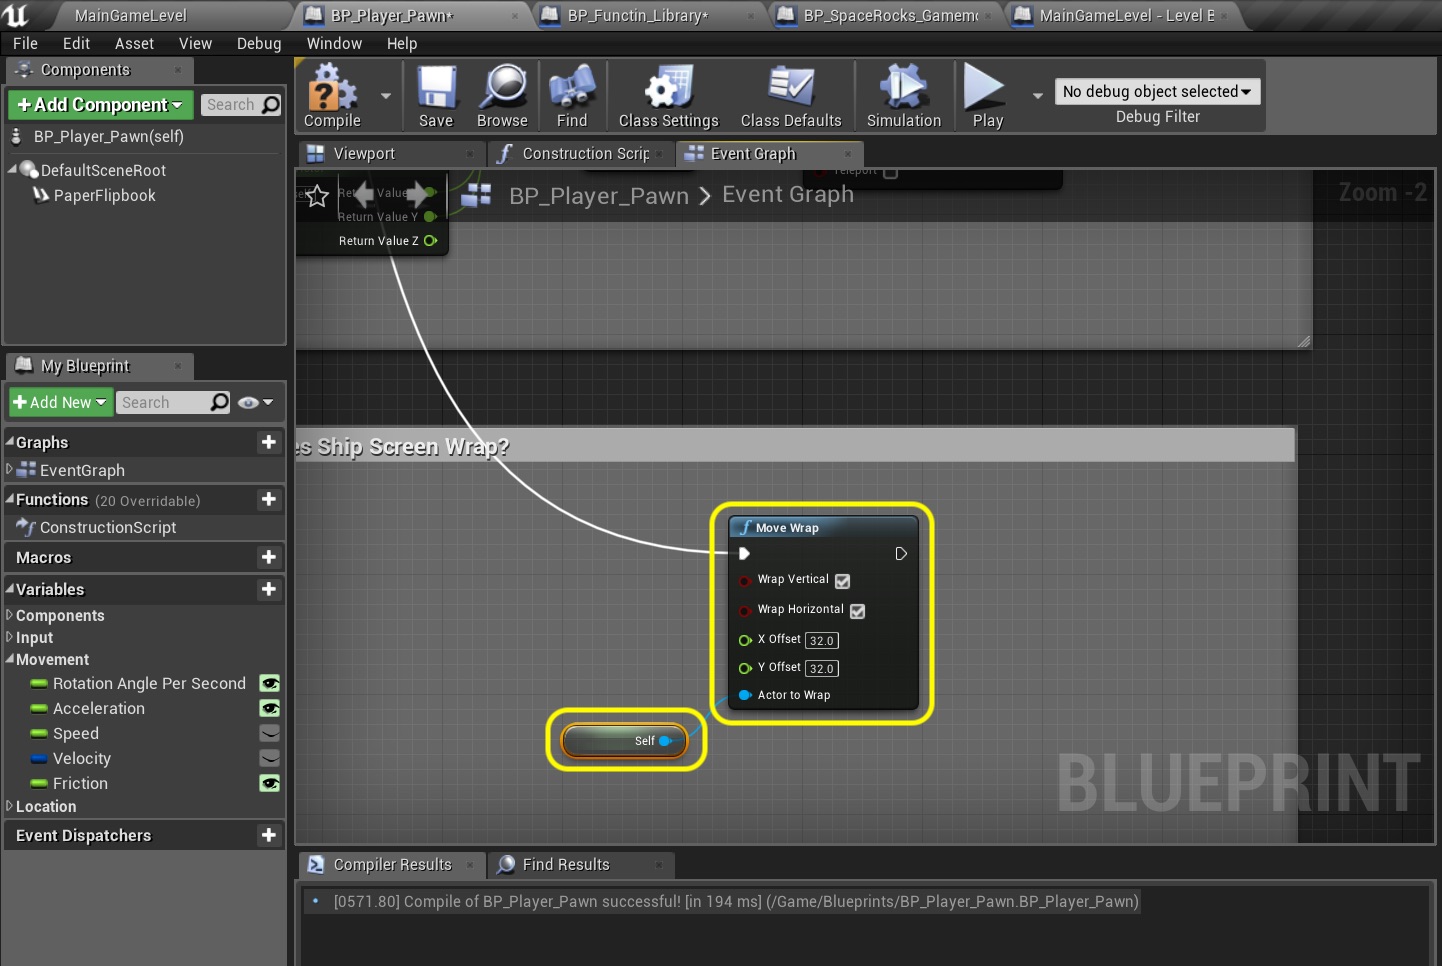 MainGameLevel
BP_Player_Pawn*
BP_Functin_Library*
BP_SpaceRocks_Gamem
MainGameLevel - Level B
File Edit Asset View Debug Window Help
Components
+Add Component
Search
BP_Player_Pawn(self)
DefaultSceneRoot
PaperFlipbook
Compile
Save
Browse
Find
Class Settings
Class Defaults
Simulation
Play
No debug object selected
Debug Filter
Viewport
Construction Scrip
Event Graph
BP_Player_Pawn > Event Graph
Zoom -2
Teleport
Return Value
Return Value Y
Return Value Z
My Blueprint
+Add New
Search
Graphs
EventGraph
Functions (20 Overridable)
ConstructionScript
Macros
Variables
Components
Input
Movement
Rotation Angle Per Second
Acceleration
Speed
Velocity
Friction
Location
Event Dispatchers
es Ship Screen Wrap?
f Move Wrap
Wrap Vertical
Wrap Horizontal
X Offset 32.0
Y Offset 32.0
Actor to Wrap
Self
BLUEPRINT
Compiler Results
Find Results
[0571.80] Compile of BP_Player_Pawn successful! [in 194 ms] (/Game/Blueprints/BP_Player_Pawn.BP_Player_Pawn)